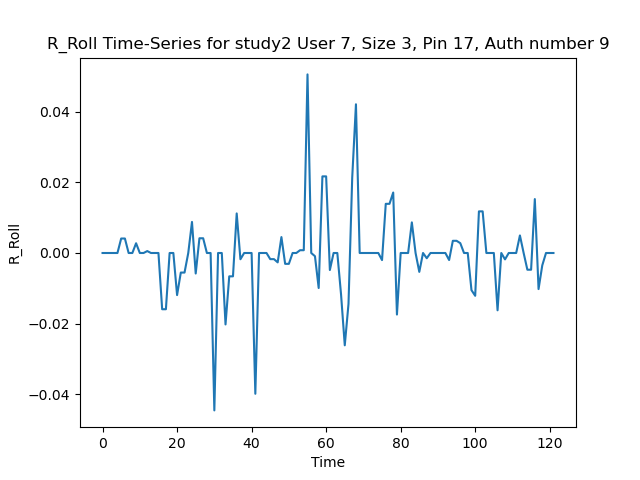 R_Roll Time-Series for study2 User 7, Size 3, Pin 17, Auth number 9
0.04
0.02
0.00
−0.02
−0.04
R_Roll
0 20 40 60 80 100 120
Time